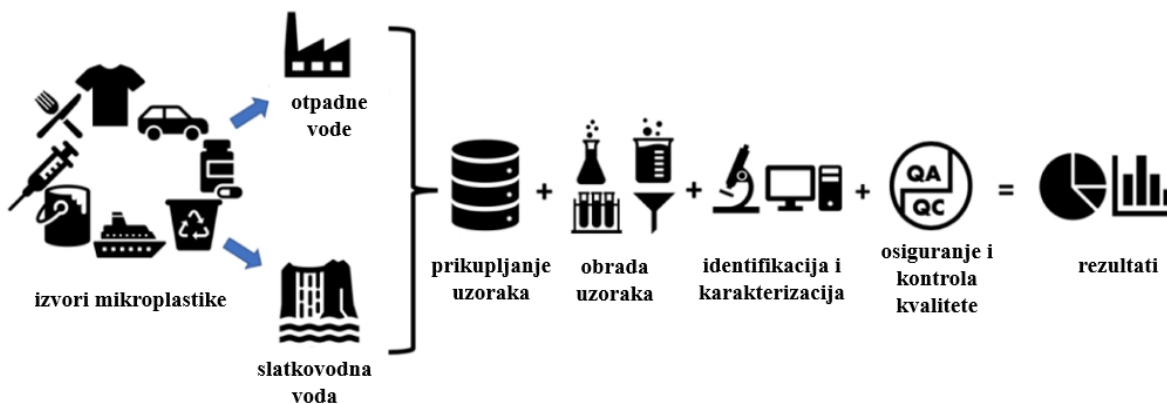 izvori mikroplastike
otpadne
vode
slatkovodna
voda
prikupljanje
uzoraka
+
obrada
uzoraka
+
identifikacija i
karakterizacija
+
QA
QC
osiguranje i
kontrola
kvalitete
=
rezultati